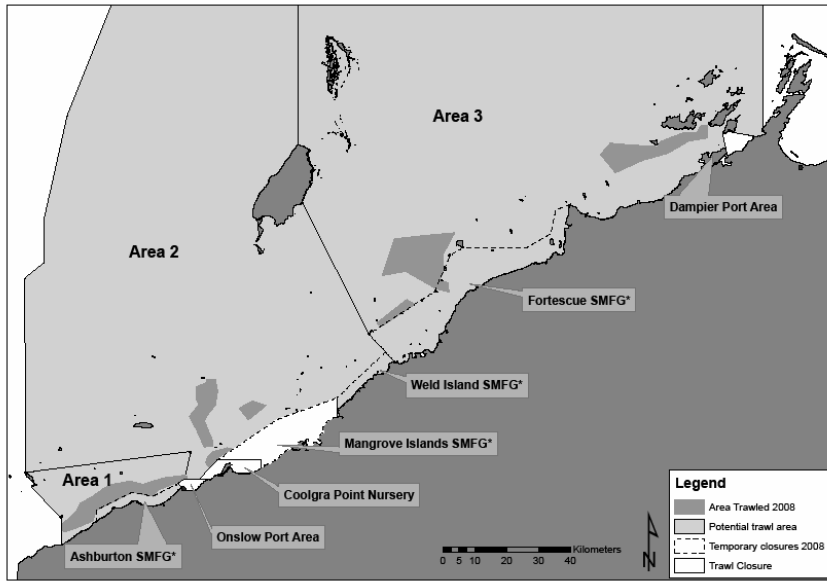 Area 3
Dampier Port Area
Area 2
Fortescue SMFG*
Weld Island SMFG*
Mangrove Islands SMFG*
Area 1
Coolgra Point Nursery
Onslow Port Area
Ashburton SMFG*
Kilometers
0 5 10 20 30 40
N
Legend
Area Trawled 2008
Potential trawl area
Temporary closures 2008
Trawl Closure